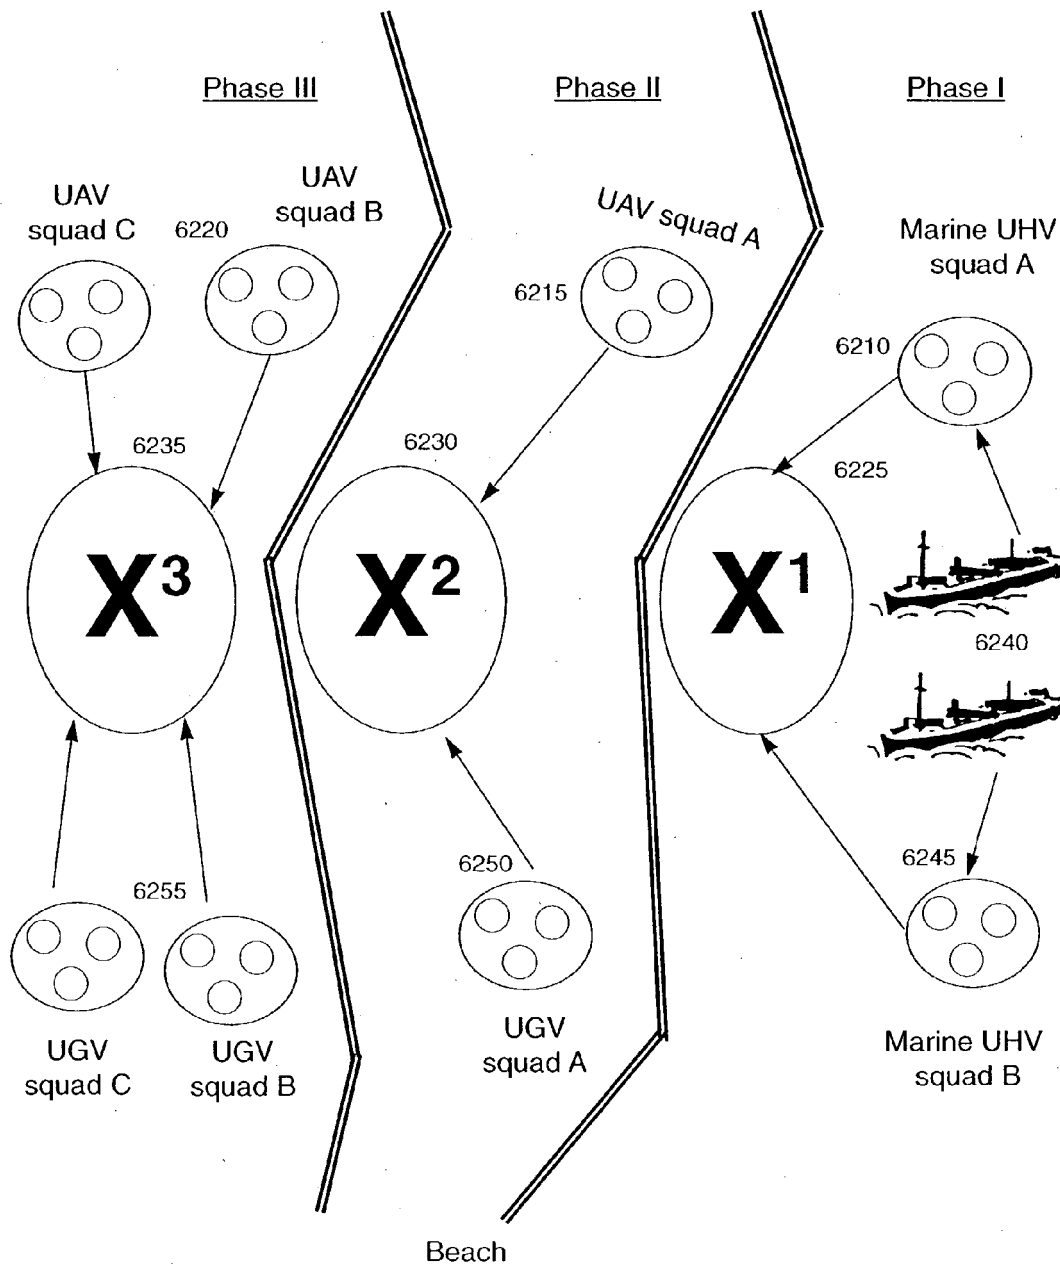 Phase III
Phase II
Phase I
UAV
squad C
6220
UAV
squad B
UAV squad A
Marine UHV
squad A
6215
6210
6235
6230
6225
X3
X2
X1
6240
6255
6250
6245
UGV
squad C
UGV
squad B
UGV
squad A
Marine UHV
squad B
Beach